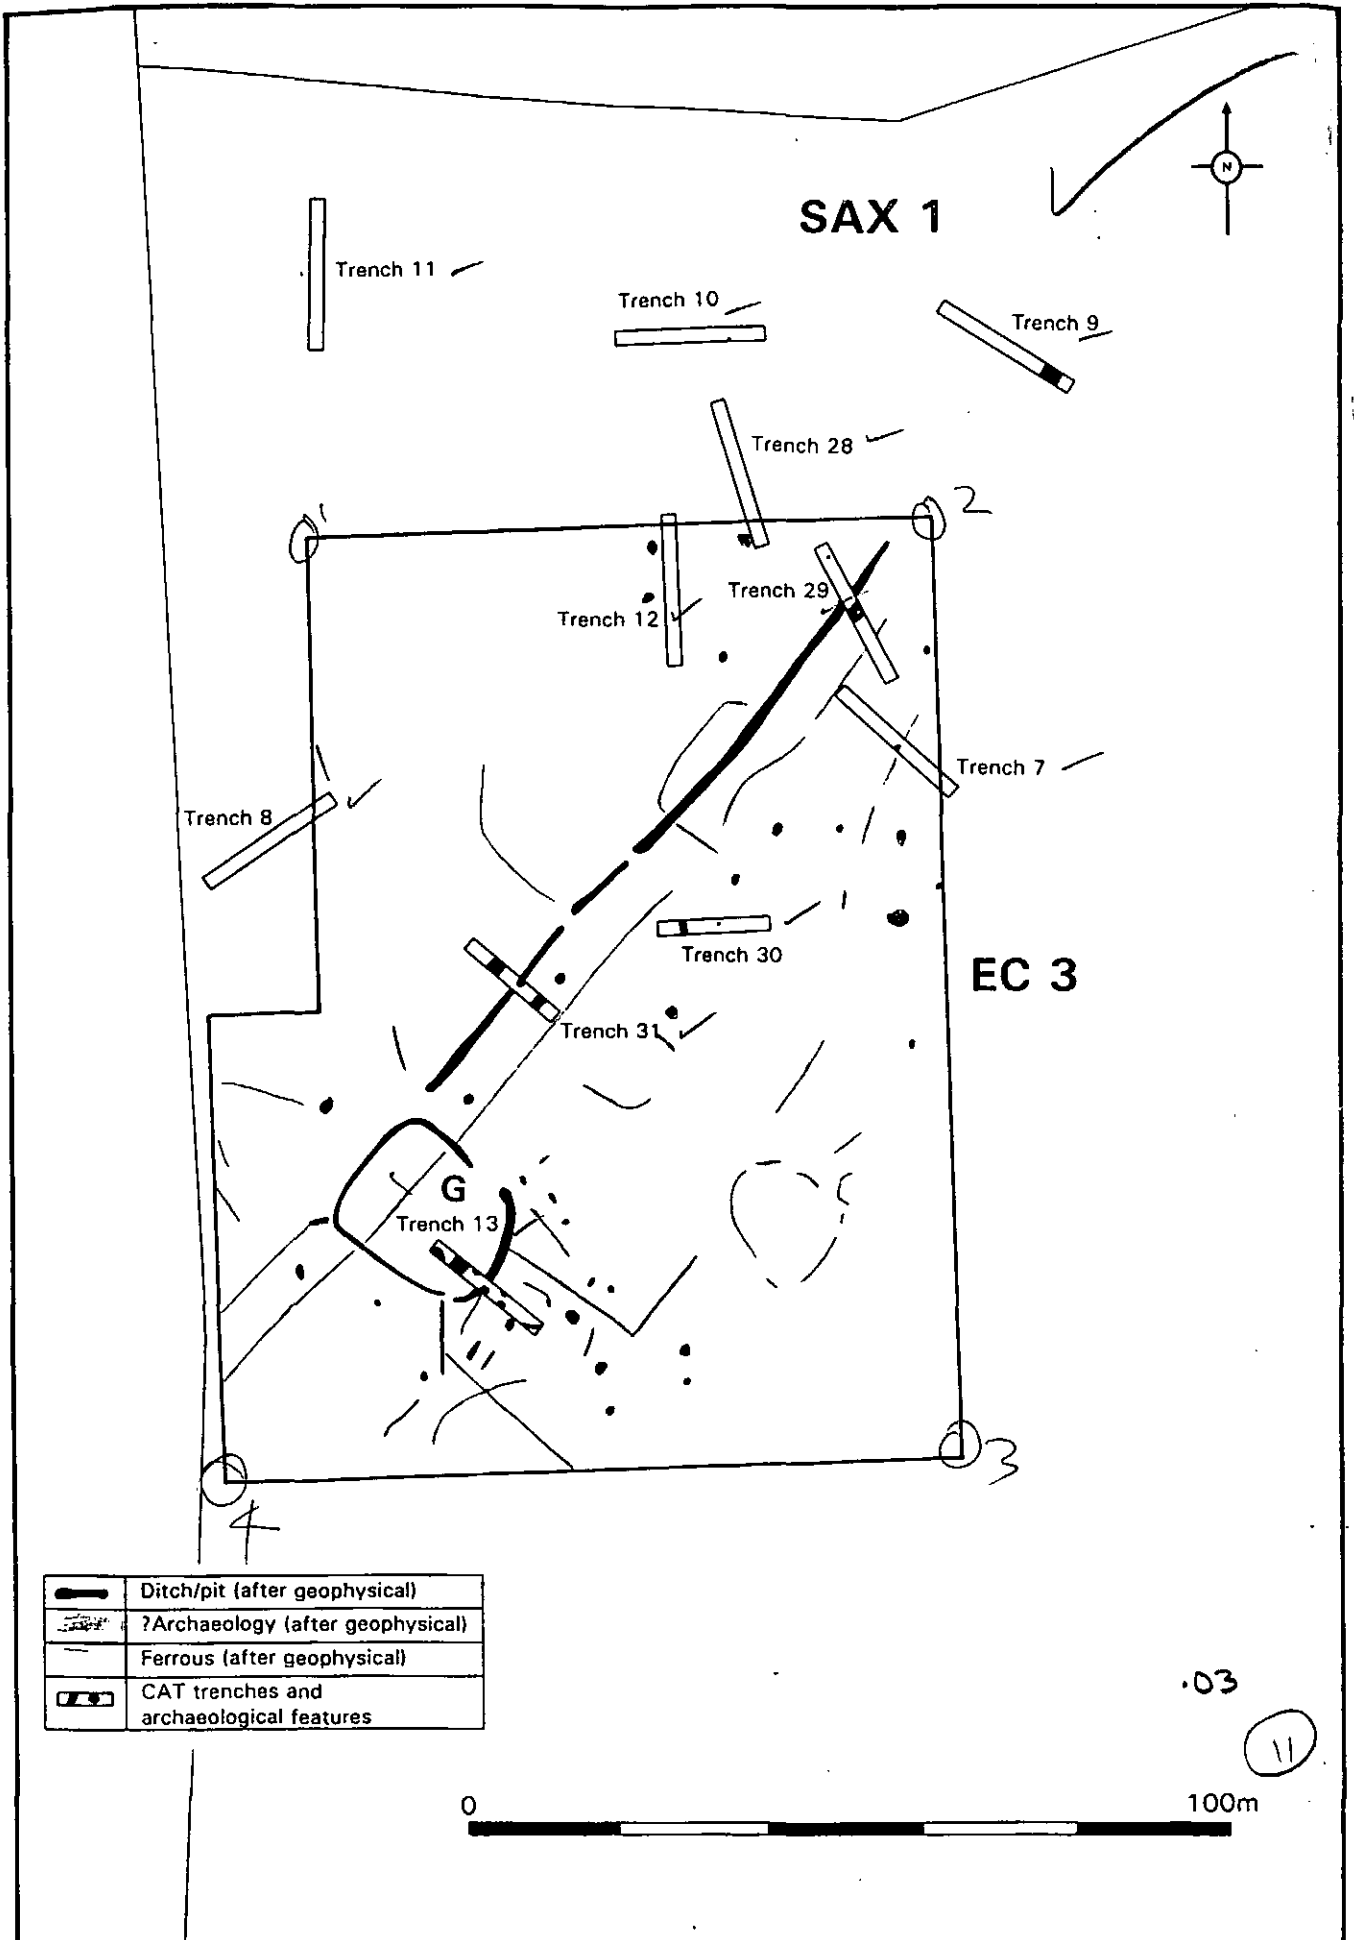 N
SAX 1
Trench 11
Trench 10
Trench 9
Trench 28
1
2
Trench 29
Trench 12
Trench 7
Trench 8
Trench 30
EC 3
Trench 31
G
Trench 13
3
4
Ditch/pit (after geophysical)
?Archaeology (after geophysical)
Ferrous (after geophysical)
CAT trenches and
archaeological features
.03
11
0 100m